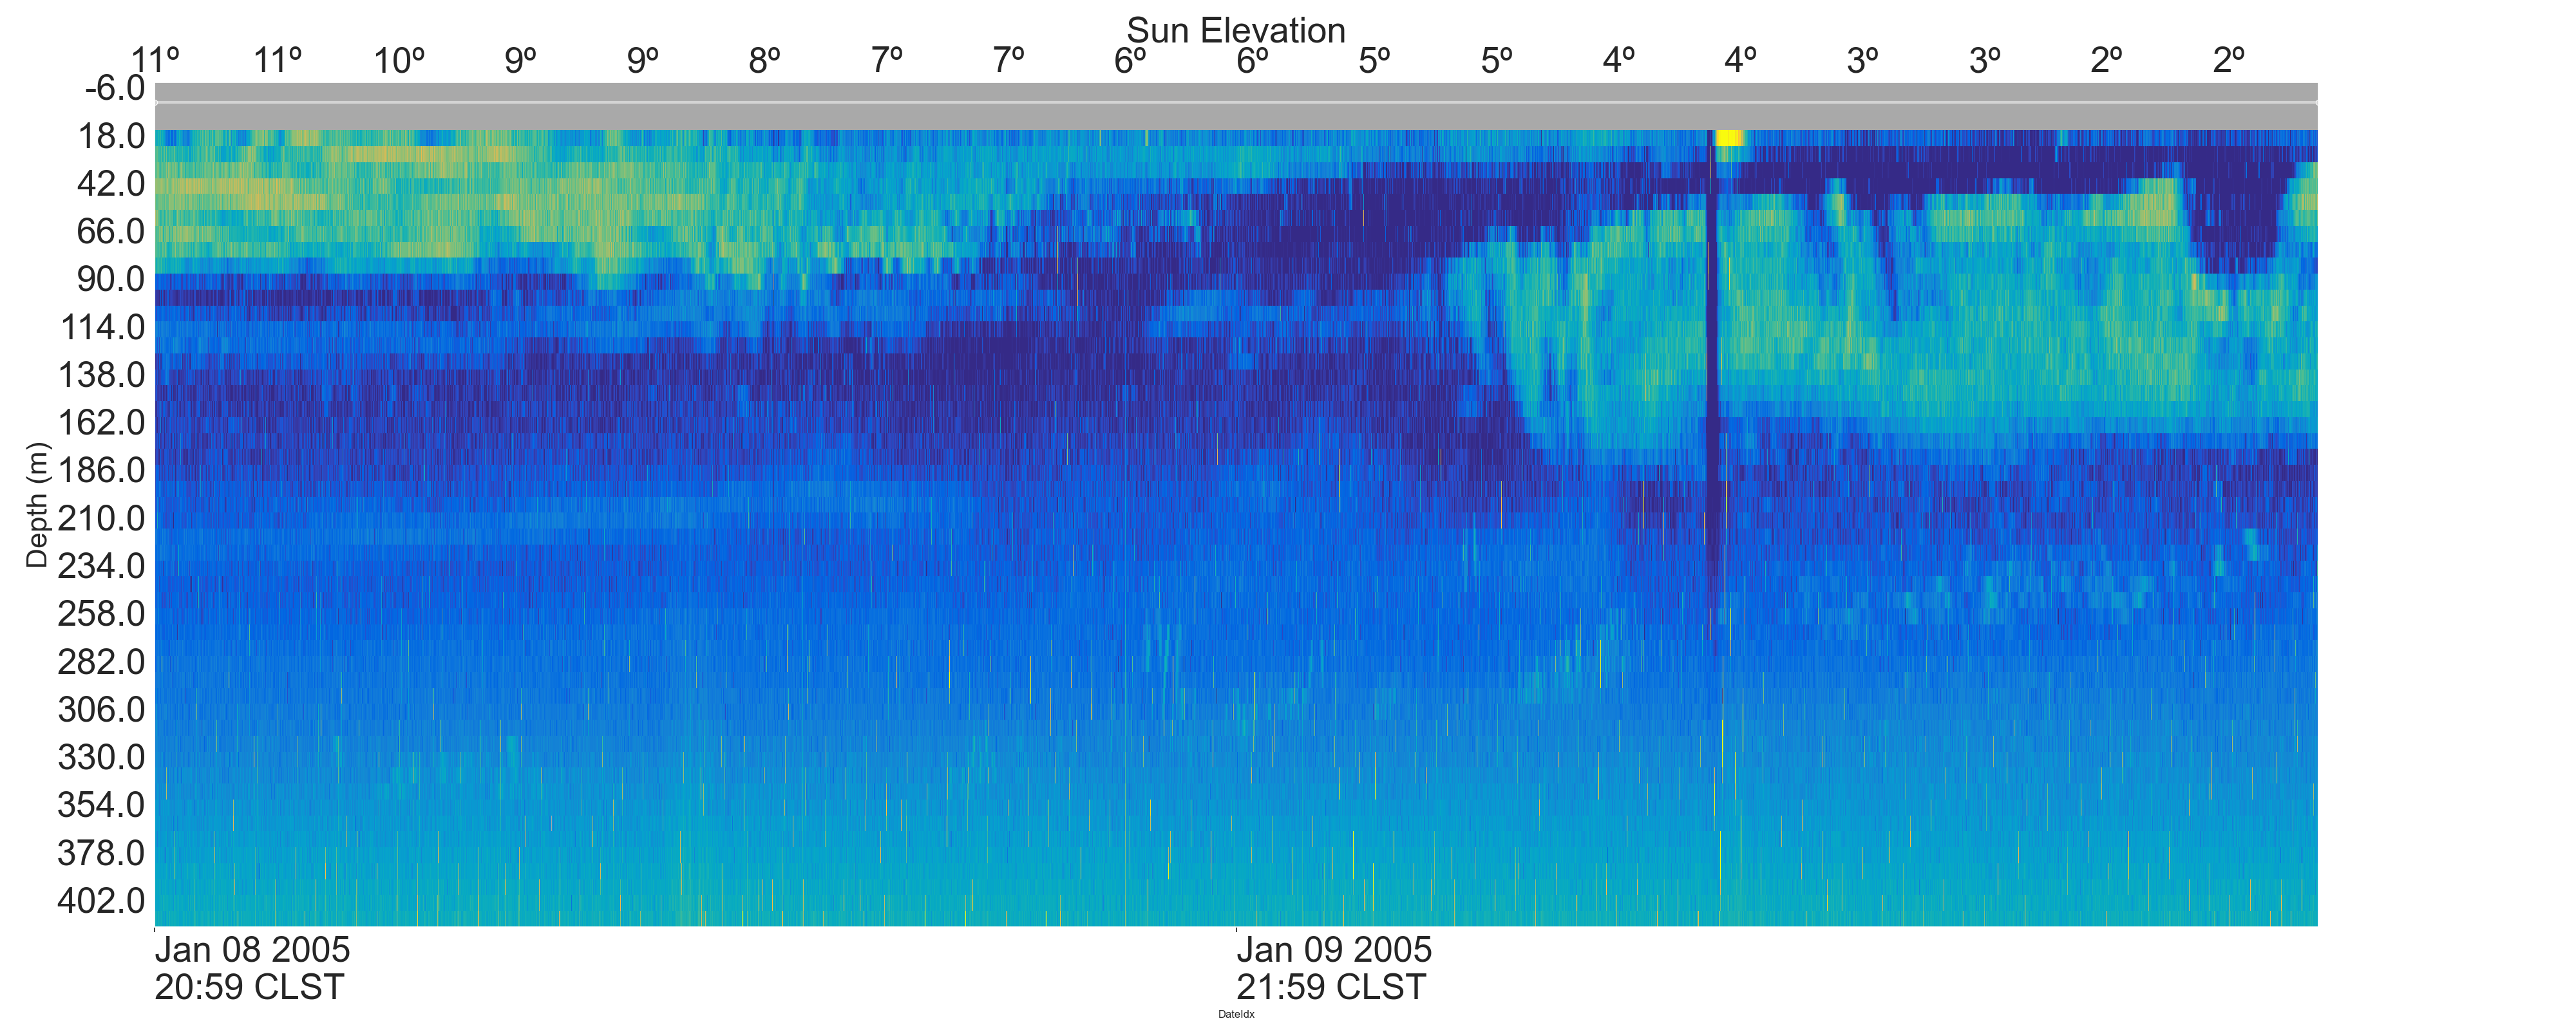 Sun Elevation
11º 11º 10º 9º 9º 8º 7º 7º 6º 6º 5º 5º 4º 4º 3º 3º 2º 2º
-6.0
18.0
42.0
66.0
90.0
114.0
138.0
162.0
186.0
210.0
234.0
258.0
282.0
306.0
330.0
354.0
378.0
402.0
Depth (m)
Jan 08 2005
20:59 CLST
Jan 09 2005
21:59 CLST
DateIdx